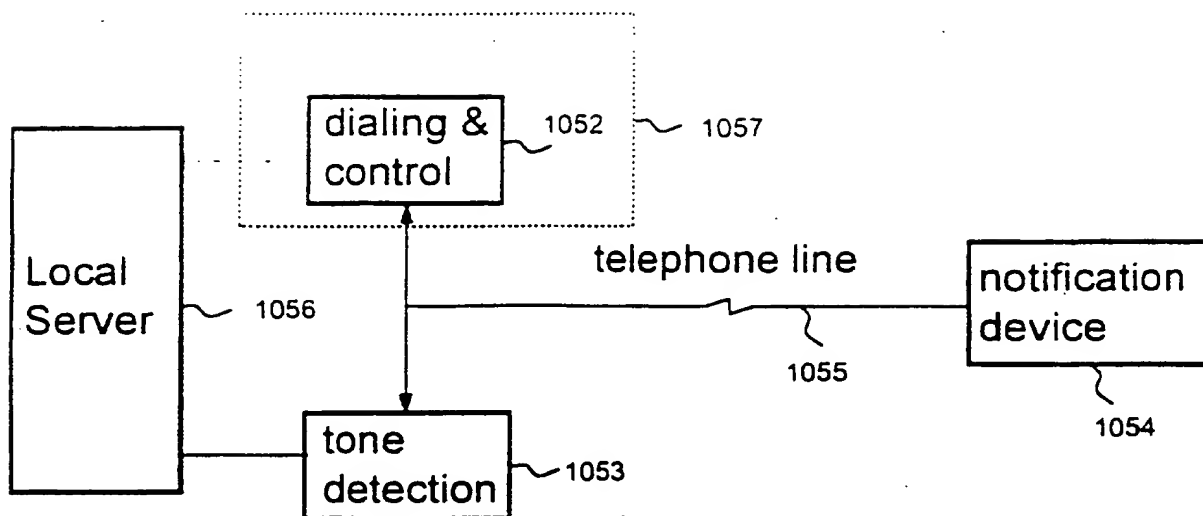 dialing &
control
1052
1057
Local
Server
1056
telephone line
1055
notification
device
1054
tone
detection
1053